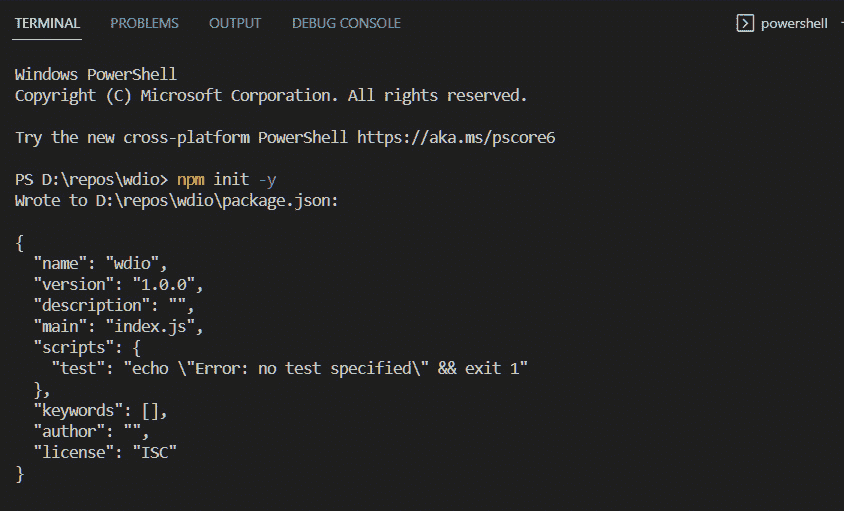 TERMINAL PROBLEMS OUTPUT DEBUG CONSOLE powershell
Windows PowerShell
Copyright (C) Microsoft Corporation. All rights reserved.
Try the new cross-platform PowerShell https://aka.ms/pscore6
PS D:\repos\wdio> npm init -y
Wrote to D:\repos\wdio\package.json:
{
  "name": "wdio",
  "version": "1.0.0",
  "description": "",
  "main": "index.js",
  "scripts": {
    "test": "echo \"Error: no test specified\" && exit 1"
  },
  "keywords": [],
  "author": "",
  "license": "ISC"
}